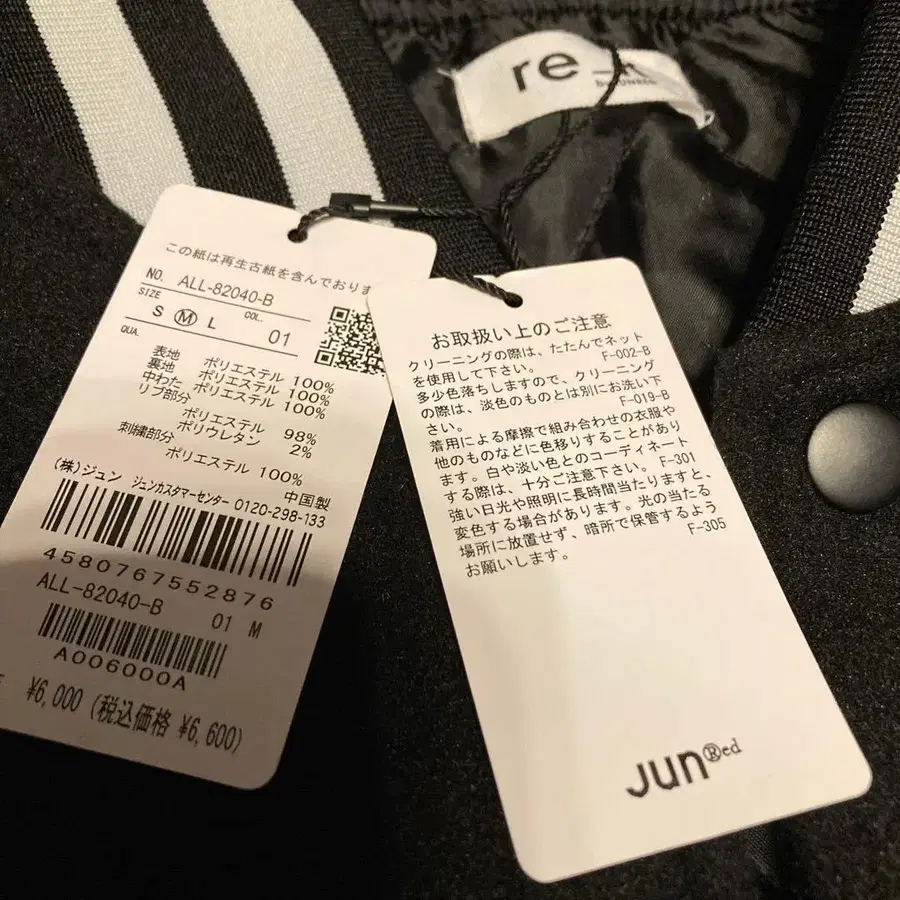 re
この紙は再生古紙を含んでおりま
NO. ALL-82040-B
SIZE COL.
S M L 01
QUA.
表地 ポリエステル 100%
裏地 ポリエステル 100%
中わた ポリエステル 100%
リブ部分
ポリエステル 98%
ポリウレタン 2%
刺繍部分
ポリエステル 100%
中国製
(株)ジュン ジュンカスタマーセンター 0120-298-133
4580767552876
ALL-82040-B
01 M
A006000A
¥6,000 (税込価格 ¥6,600)
お取扱い上のご注意
クリーニングの際は、たたんでネット
を使用して下さい。 F-002-B
多少色落ちしますので、クリーニング
の際は、淡色のものとは別にお洗い下
さい。 F-019-B
着用による摩擦で組み合わせの衣服や
他のものなどに色移りすることがあり
ます。白や淡い色とのコーディネート
する際は、十分ご注意下さい。 F-301
強い日光や照明に長時間当たりますと、
変色する場合があります。光の当たる
場所に放置せず、暗所で保管するよう
お願いします。 F-305
Jun®ed